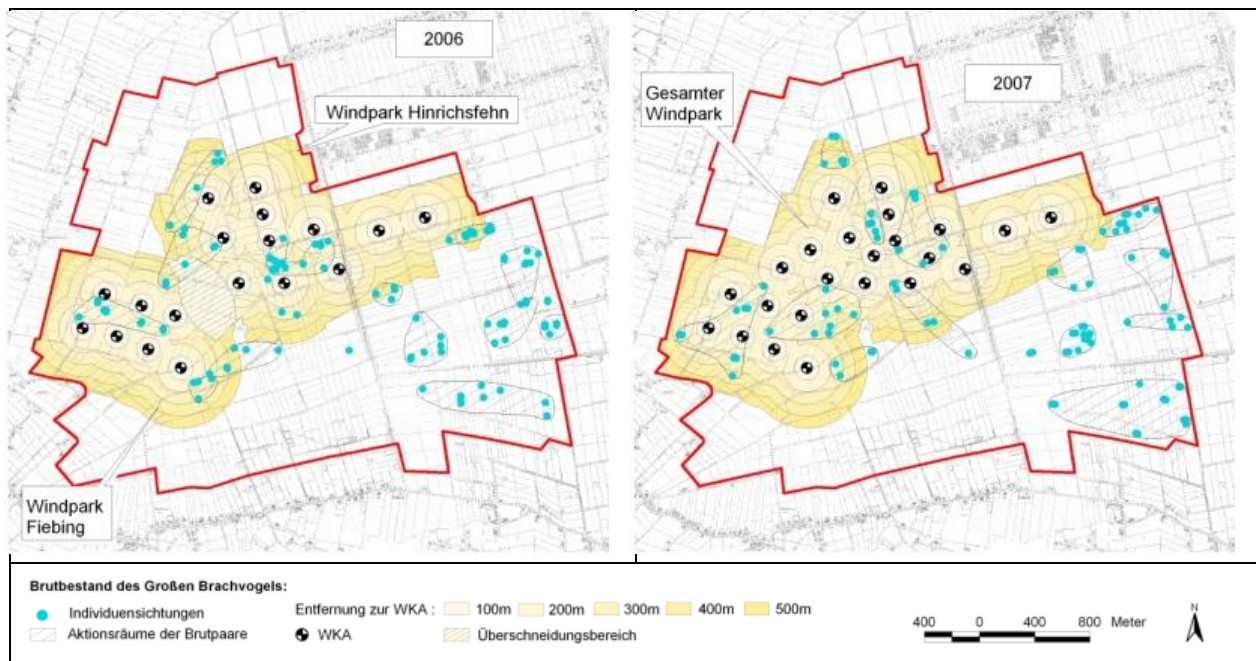 2006
Windpark Hinrichsfehn
Windpark
Fiebing
2007
Gesamter
Windpark
Brutbestand des Großen Brachvogels:
Individuensichtungen
Aktionsräume der Brutpaare
Entfernung zur WKA : 100m 200m 300m 400m 500m
WKA
Überschneidungsbereich
400 0 400 800 Meter
N